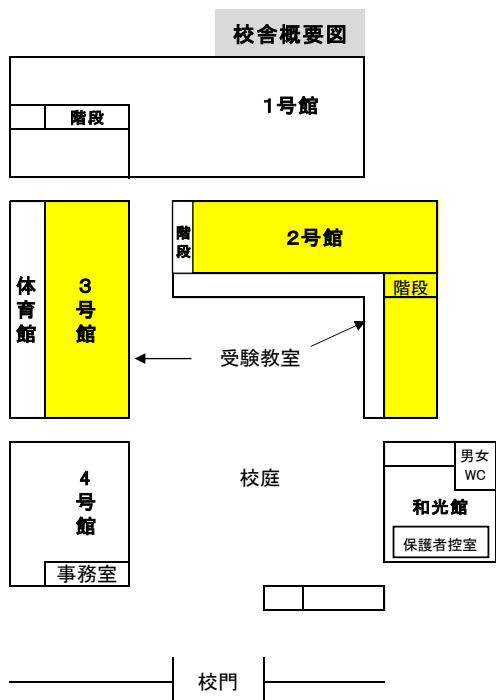 校舎概要図
1号館
階段
階段
2号館
階段
体育館
3号館
受験教室
4号館
事務室
校庭
男女
WC
和光館
保護者控室
校門